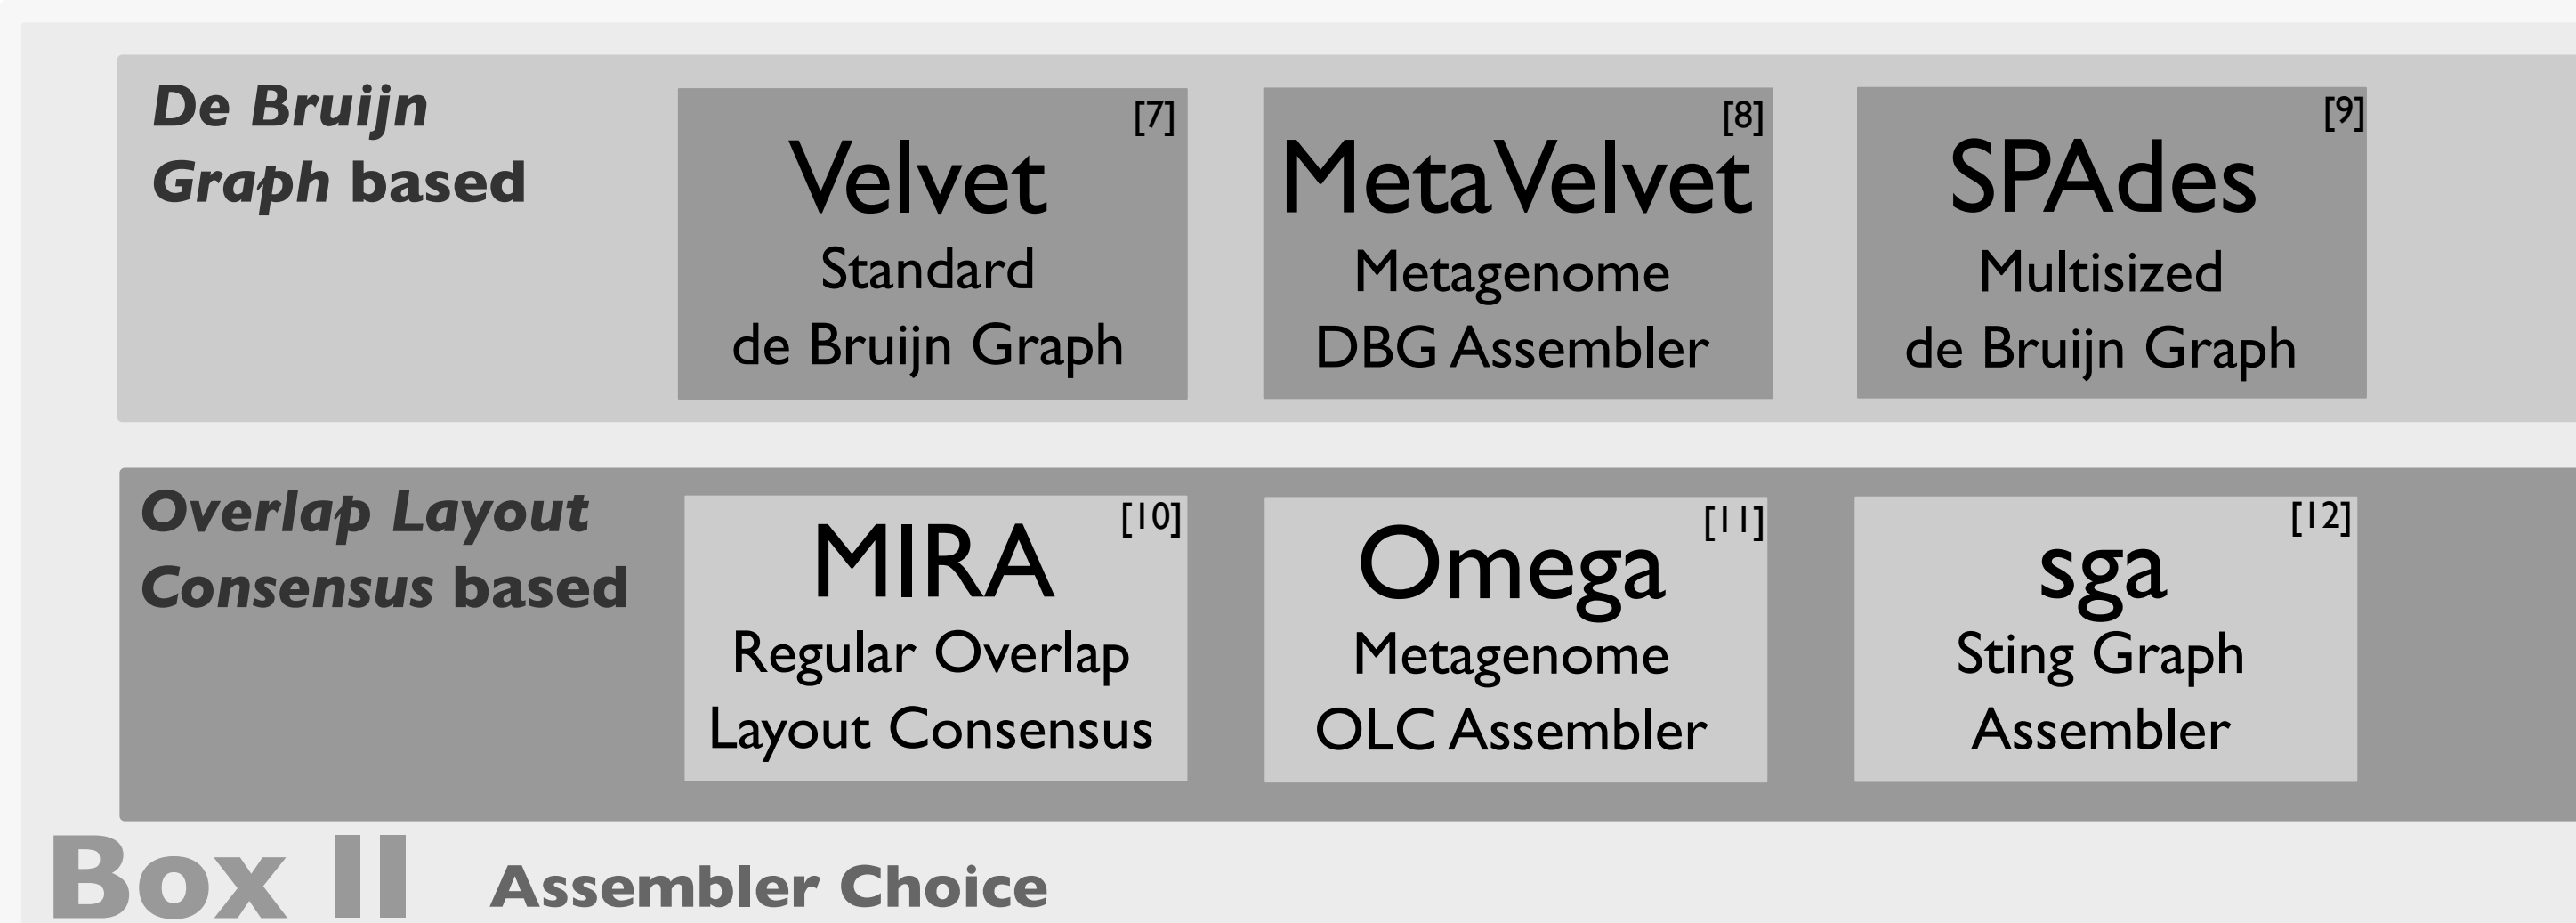 De Bruijn
Graph based
[7]
Velvet
Standard
de Bruijn Graph
[8]
MetaVelvet
Metagenome
DBG Assembler
[9]
SPAdes
Multisized
de Bruijn Graph
Overlap Layout
Consensus based
[10]
MIRA
Regular Overlap
Layout Consensus
[11]
Omega
Metagenome
OLC Assembler
[12]
sga
Sting Graph
Assembler
Box II
Assembler Choice